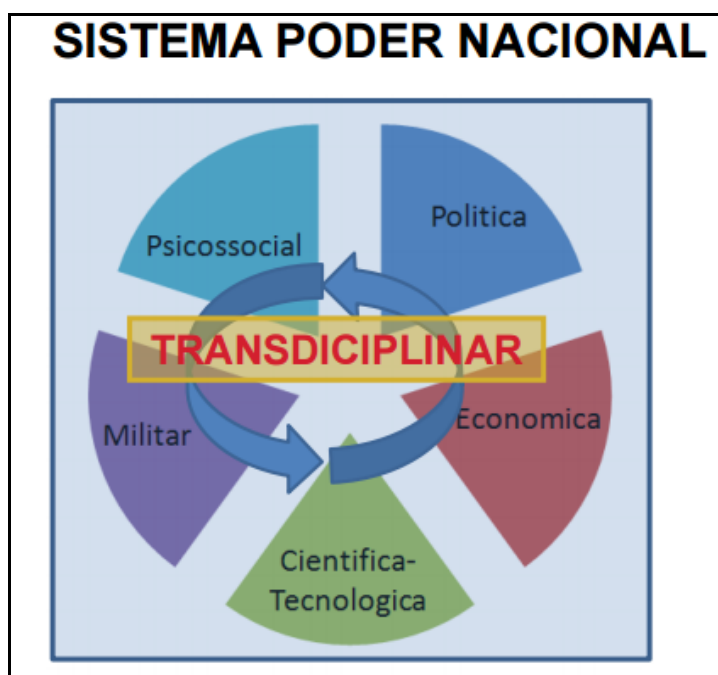 SISTEMA PODER NACIONAL
Psicossocial
Politica
TRANSDICIPLINAR
Militar
Economica
Cientifica-
Tecnologica